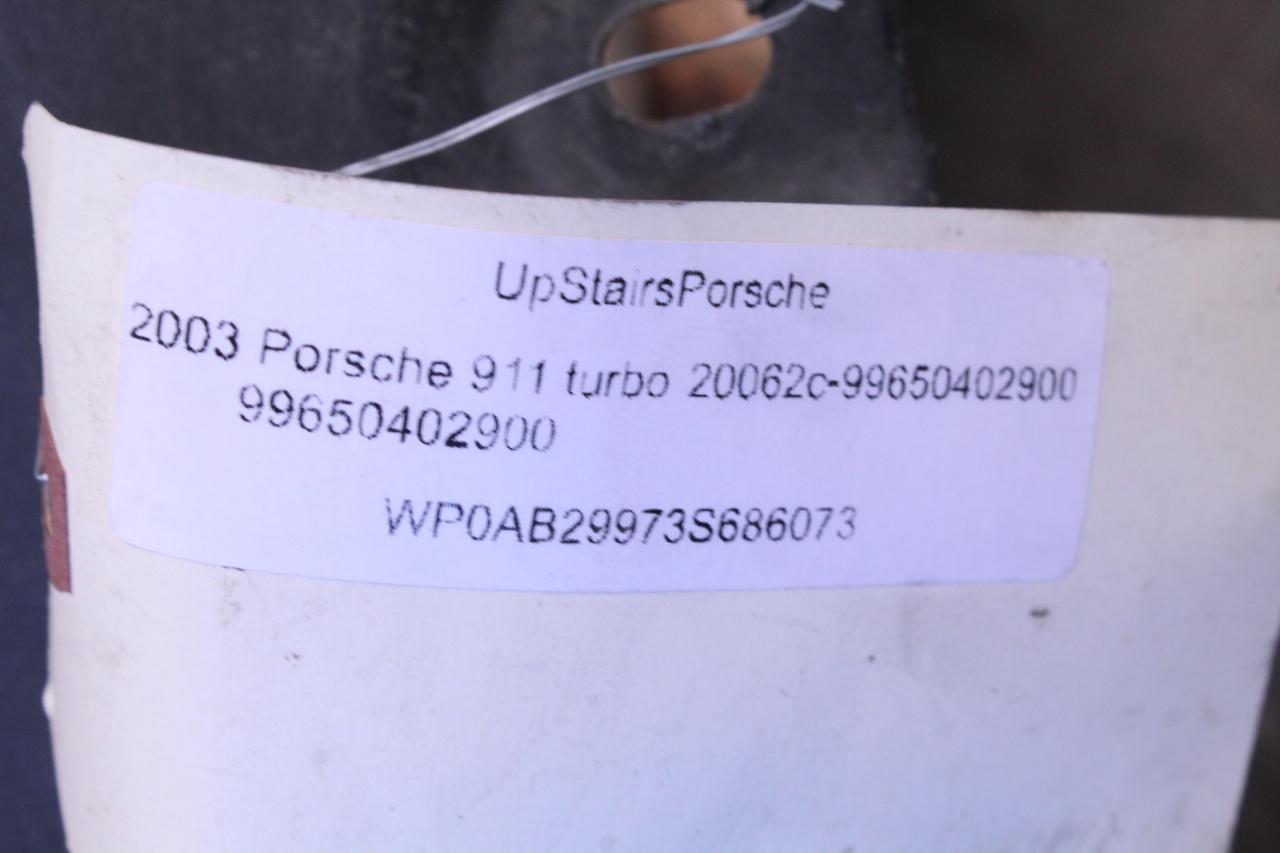 UpStairsPorsche
2003 Porsche 911 turbo 20062c-99650402900
99650402900
WP0AB29973S686073